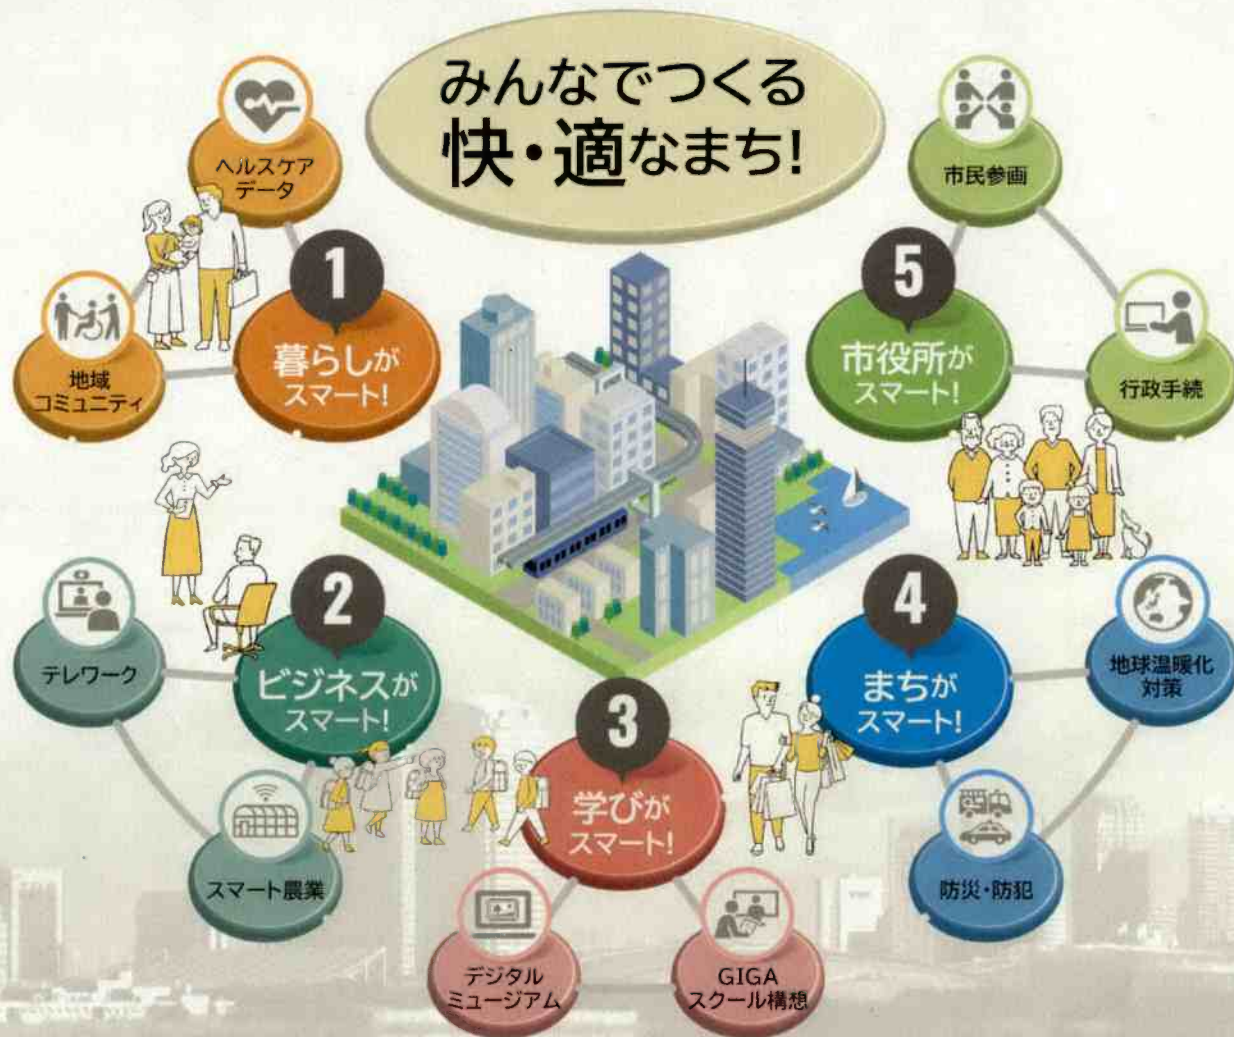 みんなでつくる
快・適なまち!
ヘルスケア
データ
地域
コミュニティ
1
暮らしが
スマート!
2
ビジネスが
スマート!
テレワーク
スマート農業
3
学びが
スマート!
デジタル
ミュージアム
GIGA
スクール構想
4
まちが
スマート!
地球温暖化
対策
防災・防犯
5
市役所が
スマート!
市民参画
行政手続